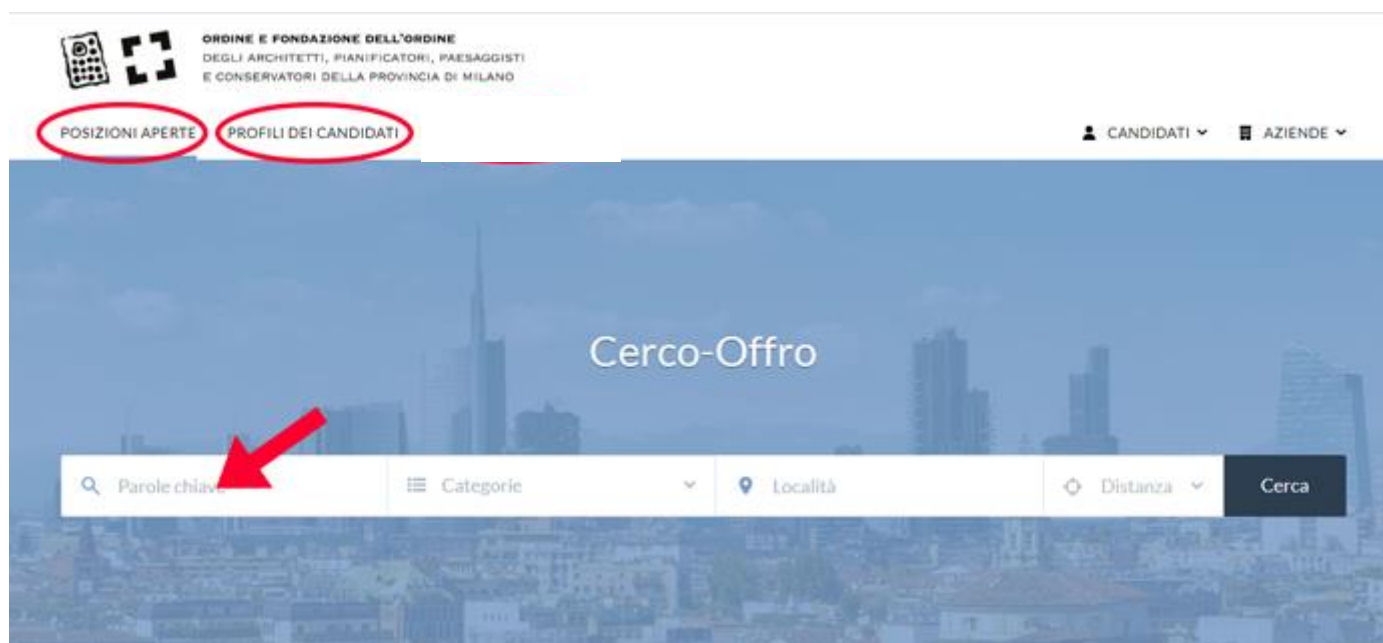 ORDINE E FONDAZIONE DELL'ORDINE
DEGLI ARCHITETTI, PIANIFICATORI, PAESAGGISTI
E CONSERVATORI DELLA PROVINCIA DI MILANO
POSIZIONI APERTE PROFILI DEI CANDIDATI CANDIDATI AZIENDE
Cerco-Offro
Parole chiave Categorie Località Distanza Cerca